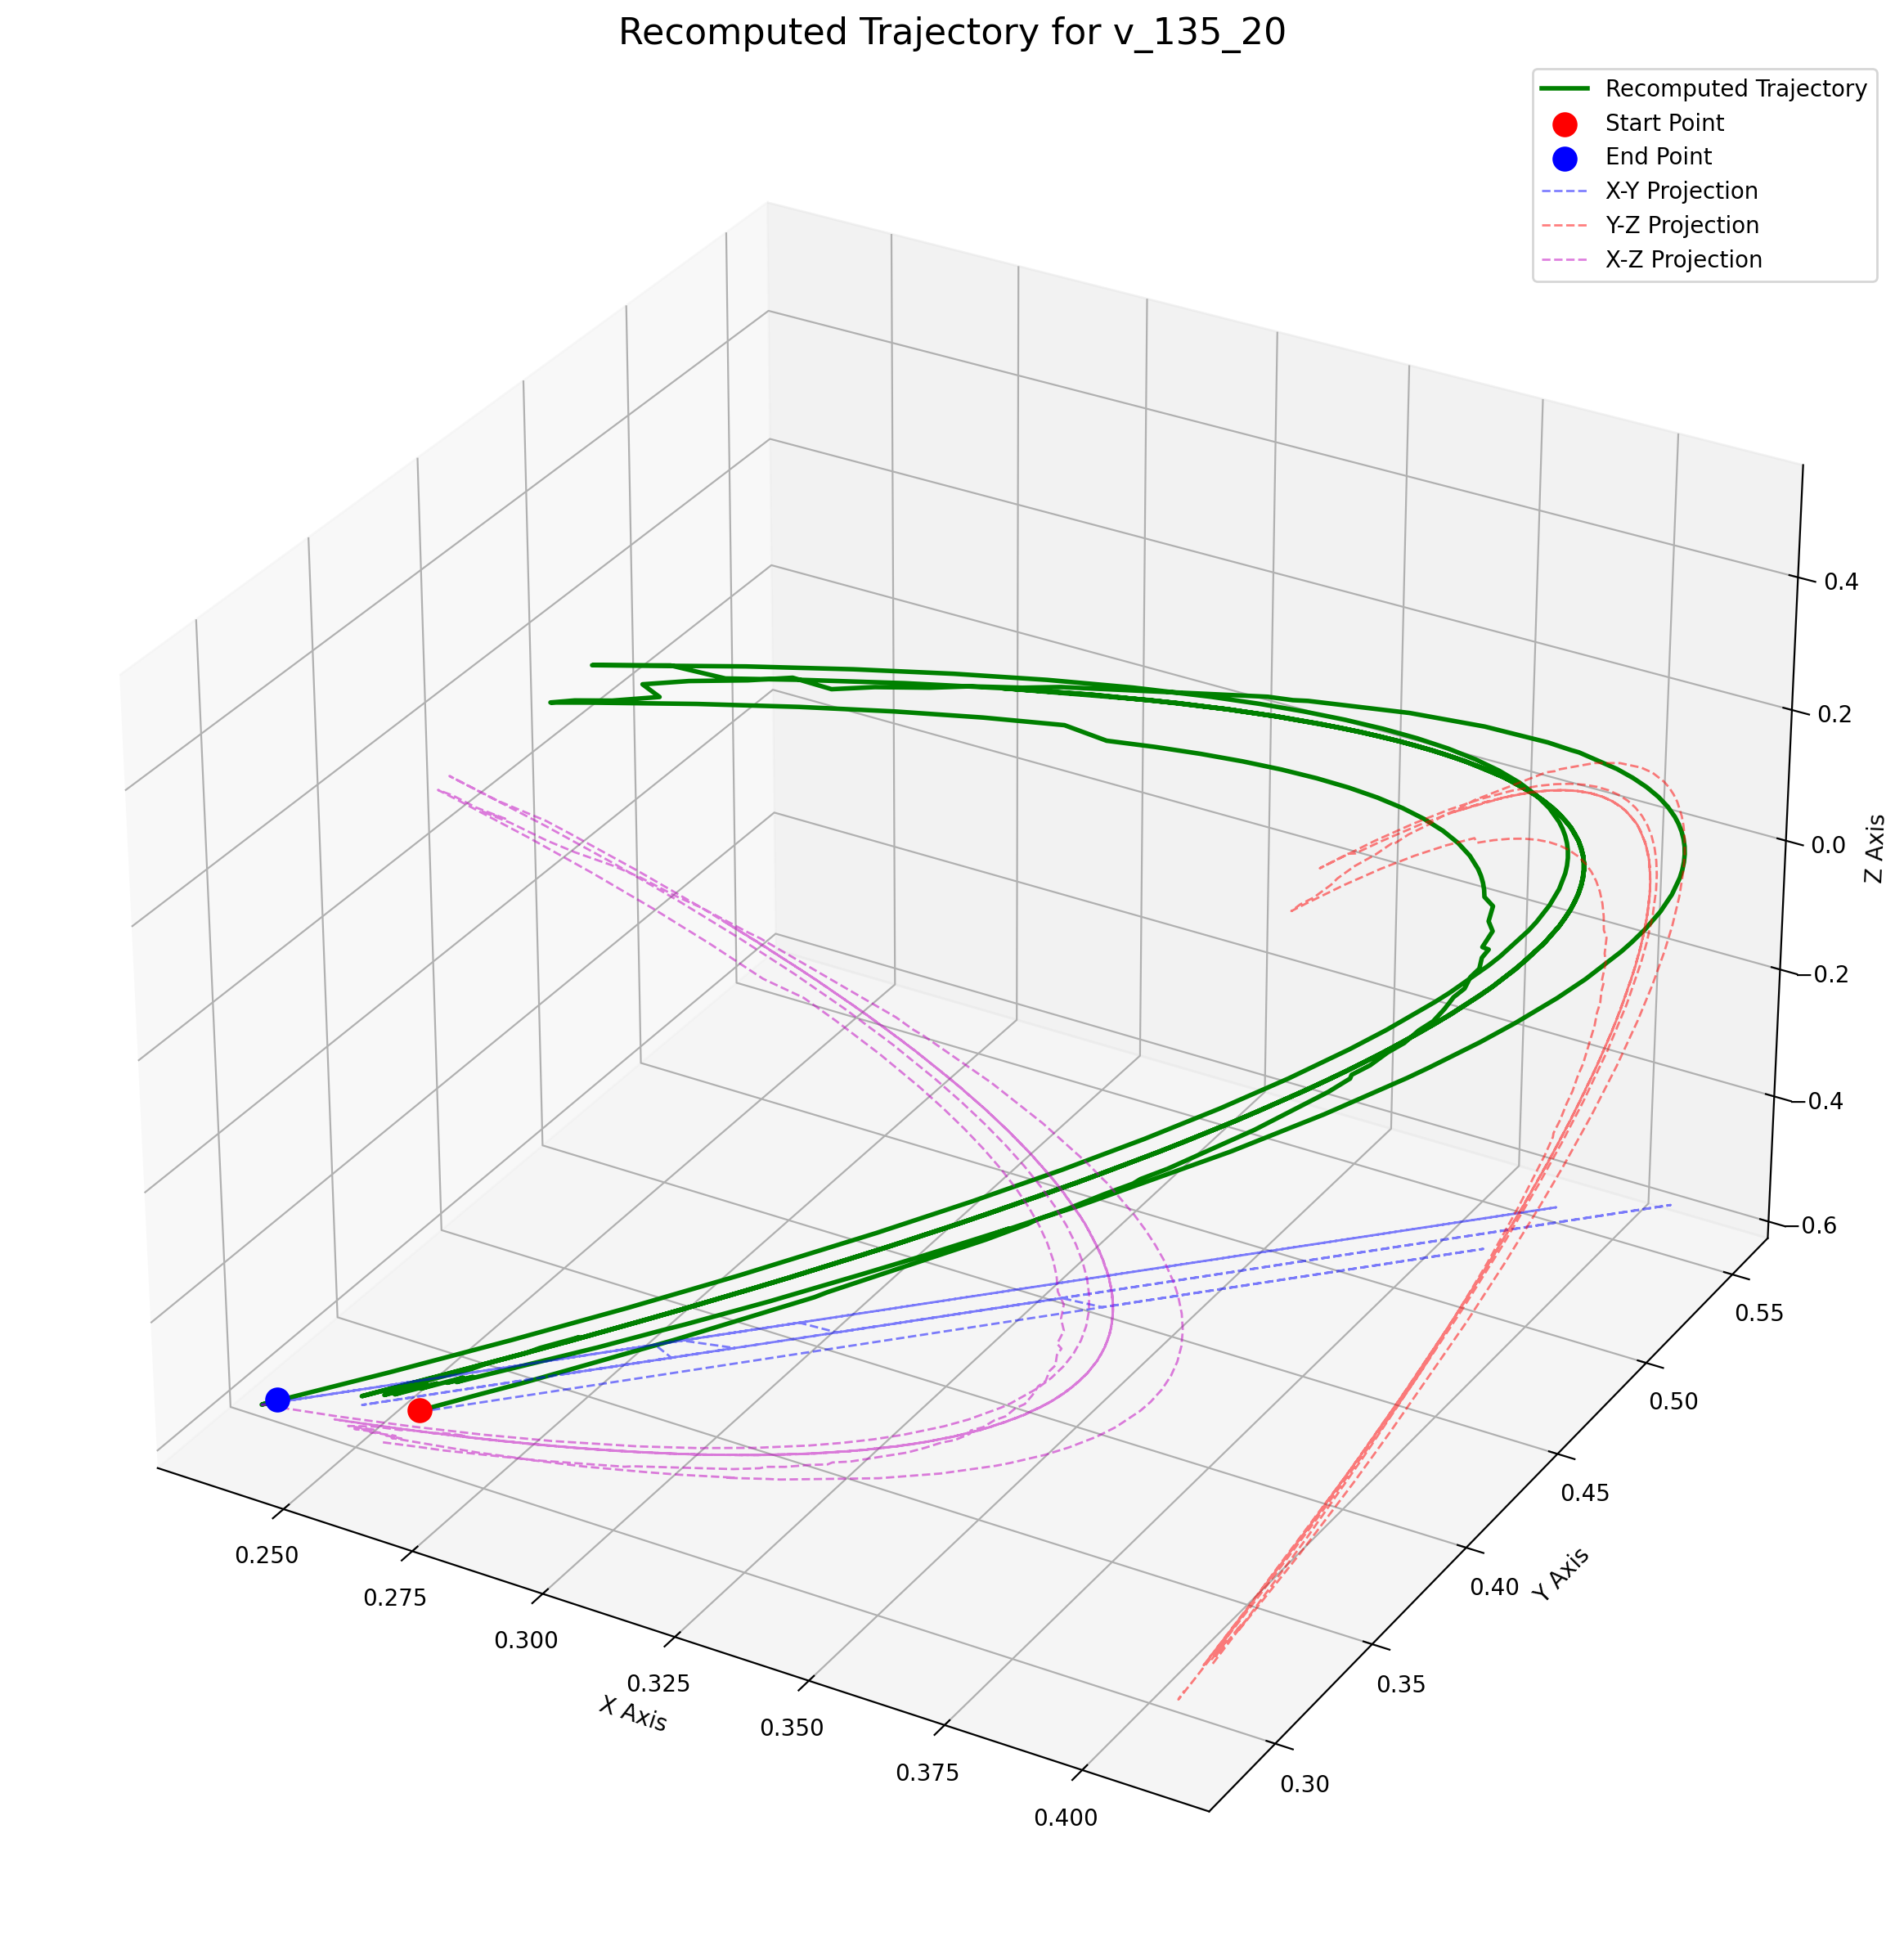 Recomputed Trajectory for v_135_20
Recomputed Trajectory
Start Point
End Point
X-Y Projection
Y-Z Projection
X-Z Projection
0.4
0.2
0.0
Z Axis
−0.2
−0.4
−0.6
0.55
0.50
0.45
0.40
Y Axis
0.35
0.30
0.250
0.275
0.300
0.325
X Axis
0.350
0.375
0.400